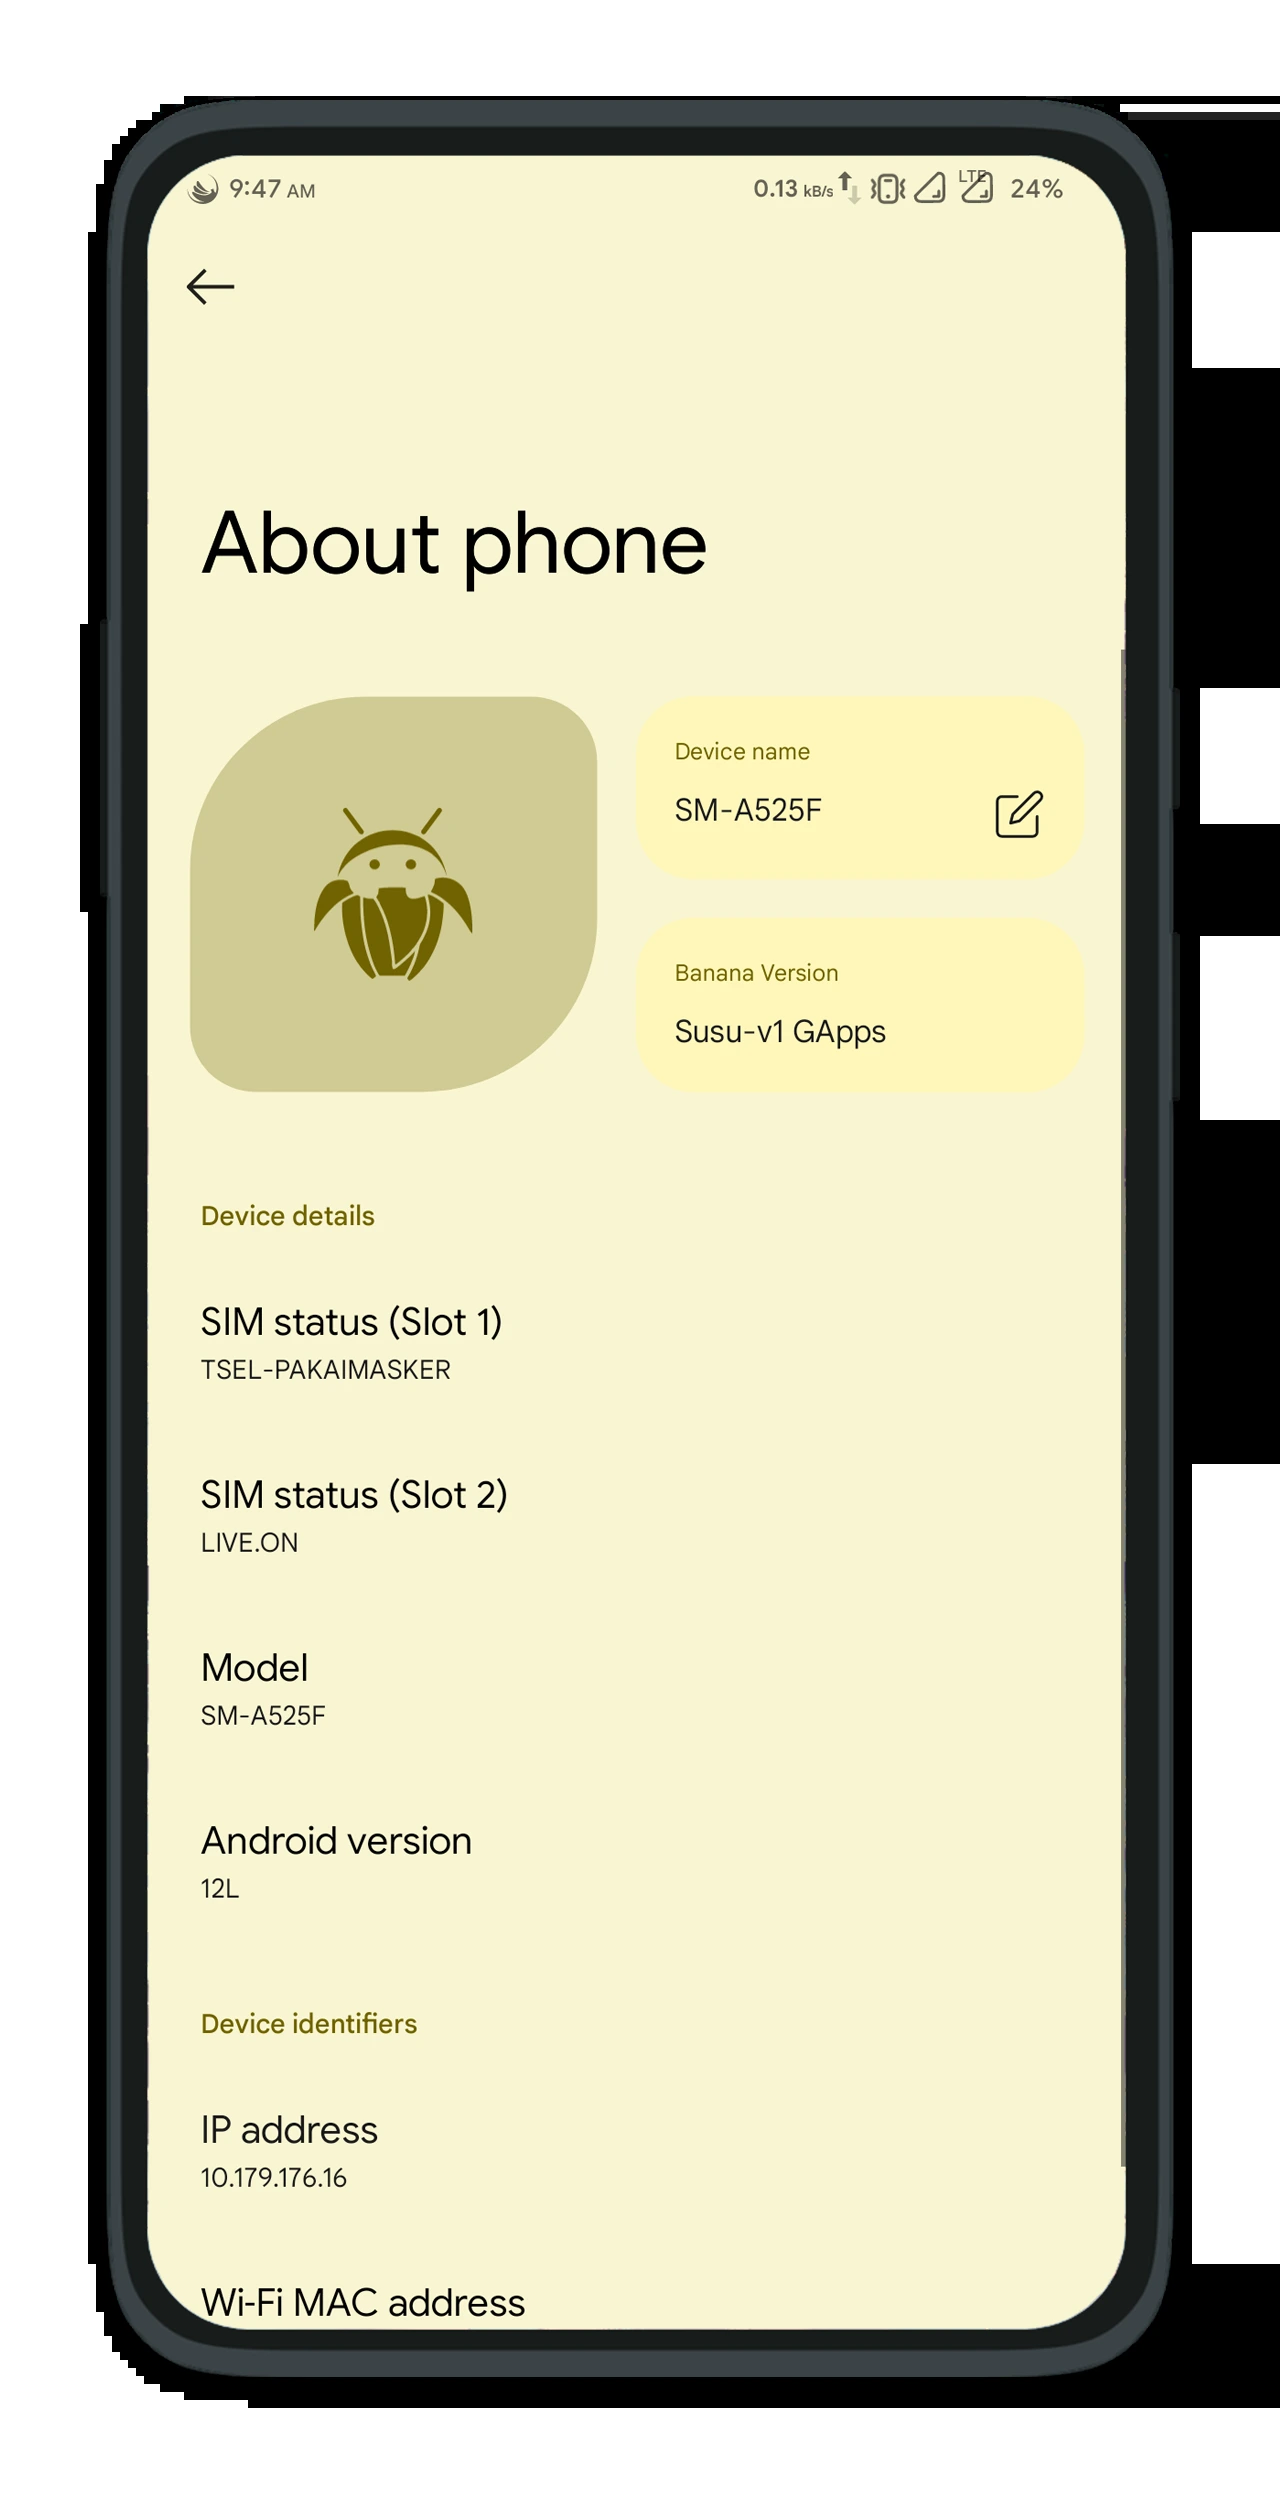 9:47 AM 0.13 kB/s LTE 24%
About phone
Device name
SM-A525F
Banana Version
Susu-v1 GApps
Device details
SIM status (Slot 1)
TSEL-PAKAIMASKER
SIM status (Slot 2)
LIVE.ON
Model
SM-A525F
Android version
12L
Device identifiers
IP address
10.179.176.16
Wi-Fi MAC address